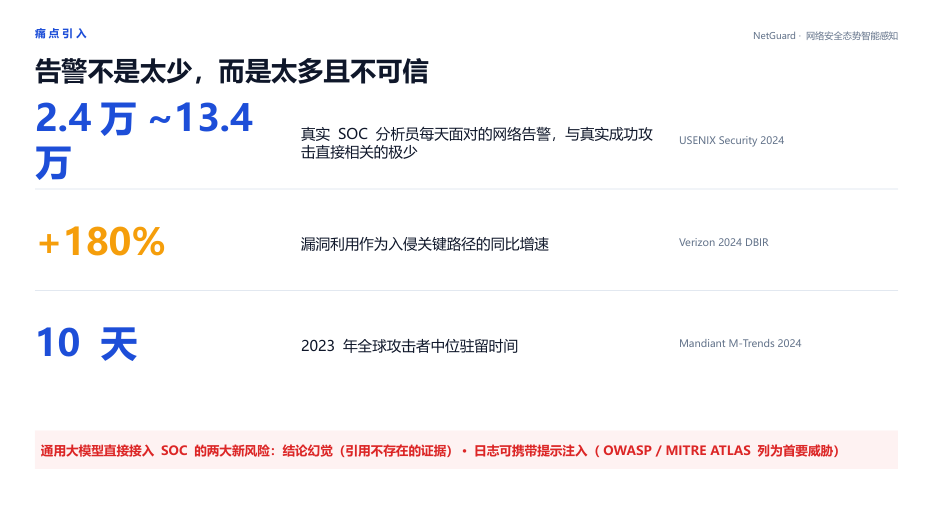 痛点引入
NetGuard · 网络安全态势智能感知
告警不是太少，而是太多且不可信
2.4 万 ~13.4
万
真实 SOC 分析员每天面对的网络告警，与真实成功攻
击直接相关的极少
USENIX Security 2024
+180%
漏洞利用作为入侵关键路径的同比增速
Verizon 2024 DBIR
10 天
2023 年全球攻击者中位驻留时间
Mandiant M-Trends 2024
通用大模型直接接入 SOC 的两大新风险：结论幻觉（引用不存在的证据）· 日志可携带提示注入（ OWASP / MITRE ATLAS 列为首要威胁）